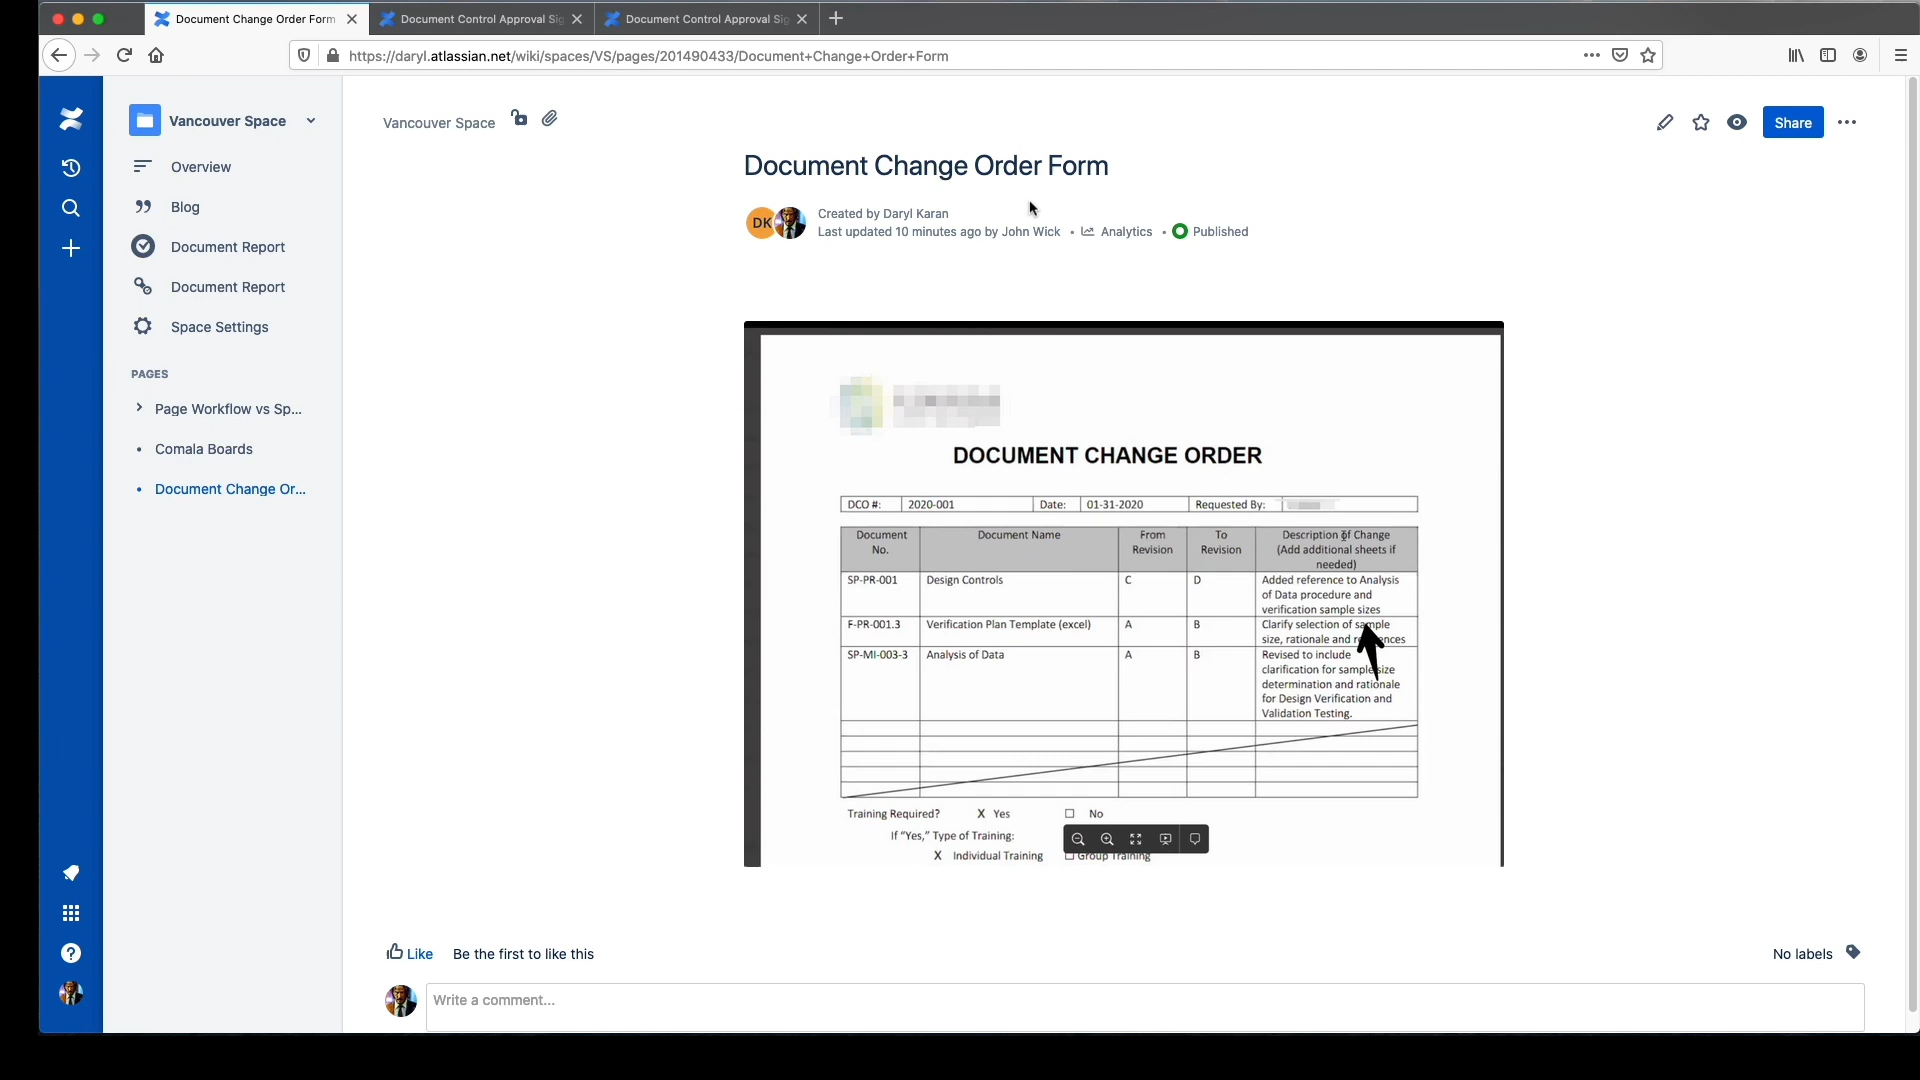 Document Change Order Form
Document Control Approval Sig
Document Control Approval Sig
https://daryl.atlassian.net/wiki/spaces/VS/pages/201490433/Document+Change+Order+Form
Vancouver Space
Overview
Blog
Document Report
Document Report
Space Settings
PAGES
Page Workflow vs Sp...
Comala Boards
Document Change Or...
Vancouver Space
Share
Document Change Order Form
DK
Created by Daryl Karan
Last updated 10 minutes ago by John Wick • Analytics • Published
DOCUMENT CHANGE ORDER
DCO #: 2020-001 Date: 01-31-2020 Requested By:
Document No. Document Name From Revision To Revision Description of Change (Add additional sheets if needed)
SP-PR-001 Design Controls C D Added reference to Analysis
of Data procedure and
verification sample sizes
F-PR-001.3 Verification Plan Template (excel) A B Clarify selection of sample
size, rationale and references
SP-MI-003-3 Analysis of Data A B Revised to include
clarification for sample size
determination and rationale
for Design Verification and
Validation Testing.
Training Required? X Yes ☐ No
If "Yes," Type of Training:
X Individual Training ☐ Group Training
Like Be the first to like this
No labels
Write a comment...